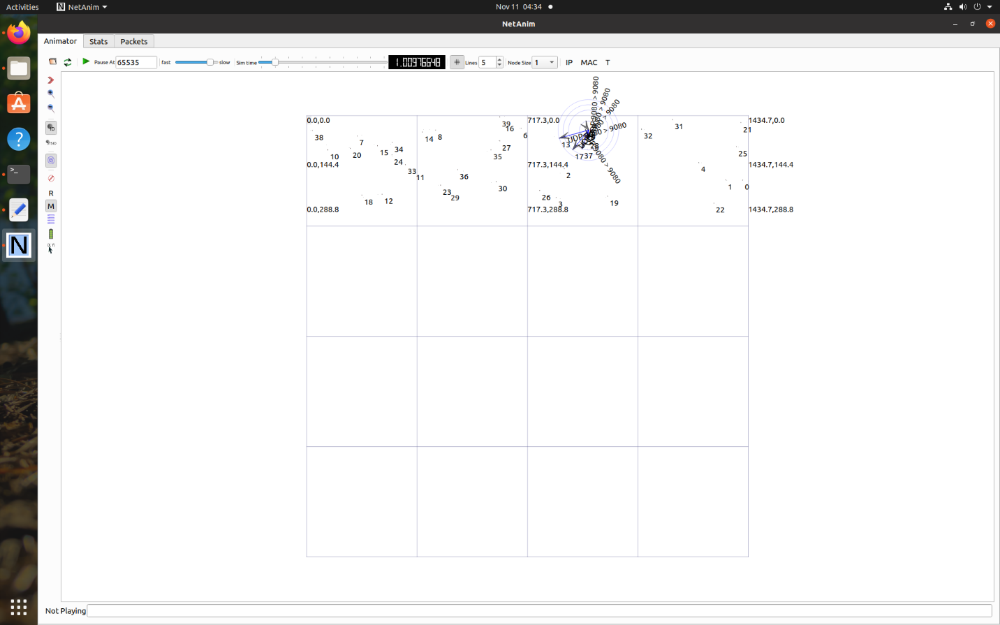 Activities
NetAnim
Nov 11 04:34
NetAnim
Animator
Stats
Packets
Pause At
65535
fast
slow
Sim time
1.00976648
#
Lines
5
Node Size
1
IP
MAC
T
R
M
0.0,0.0
717.3,0.0
1434.7,0.0
38
7
10
20
15
34
24
14
8
39
16
6
27
35
33
11
36
18
12
23
29
30
13
UDP
17
37
28
9080 > 9080
> 9080
> 9080
> 9080
9080 > 9080
32
31
21
25
4
1
0
22
2
26
3
19
0.0,144.4
717.3,144.4
1434.7,144.4
0.0,288.8
717.3,288.8
1434.7,288.8
Not Playing